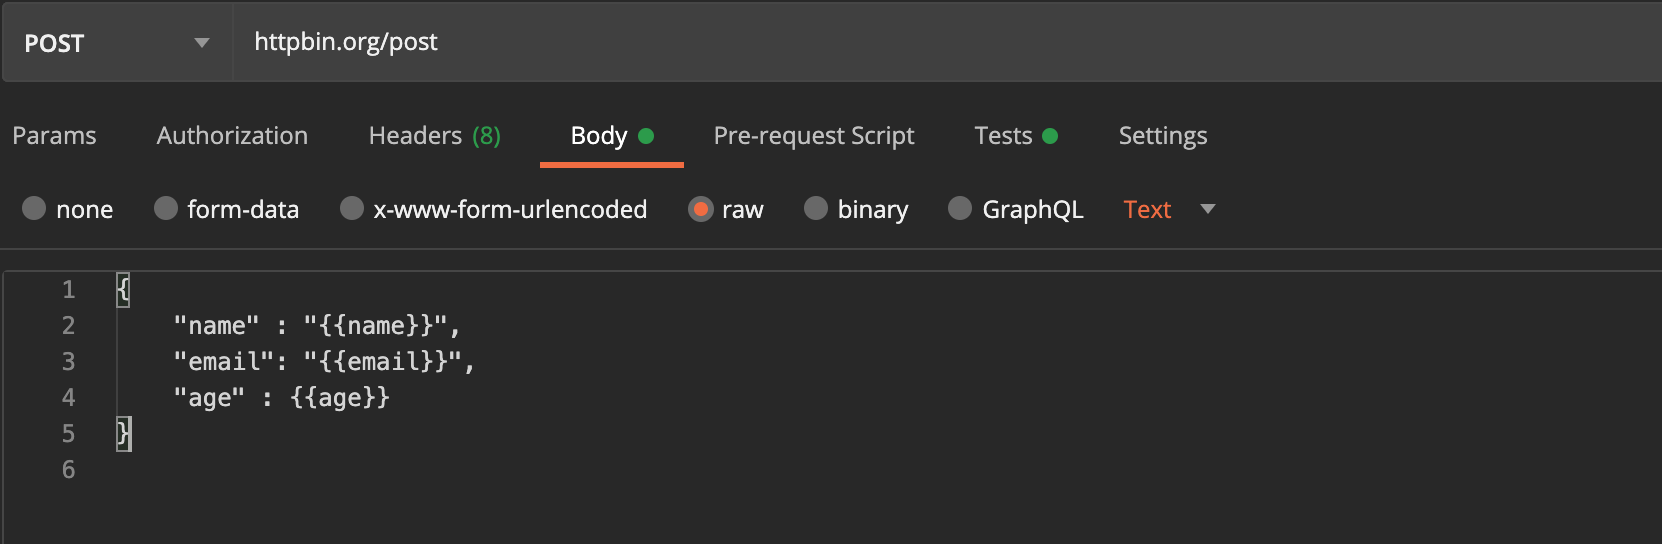 POST httpbin.org/post
Params Authorization Headers (8) Body Pre-request Script Tests Settings
none form-data x-www-form-urlencoded raw binary GraphQL Text
1 {
2 "name" : "{{name}}",
3 "email": "{{email}}",
4 "age" : {{age}}
5 }
6